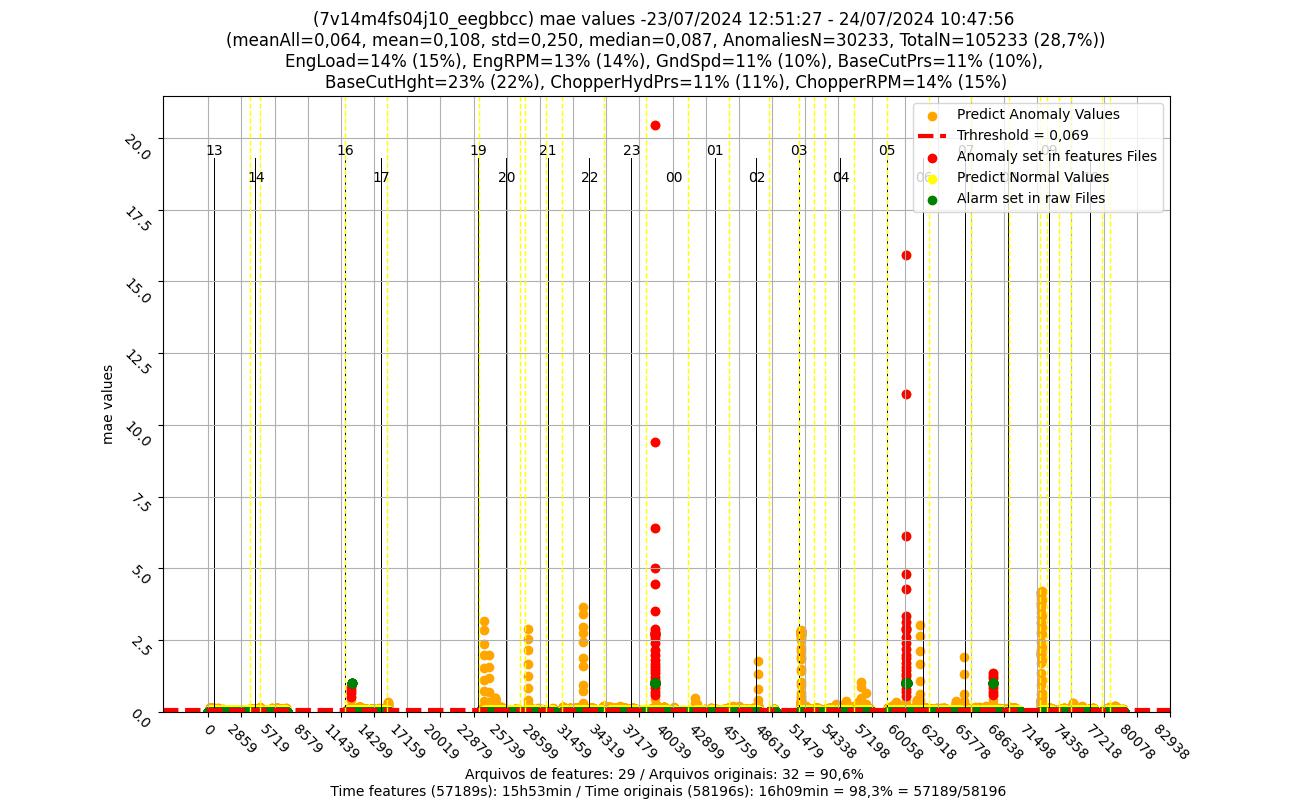 (7v14m4fs04j10_eegbbcc) mae values -23/07/2024 12:51:27 - 24/07/2024 10:47:56
(meanAll=0,064, mean=0,108, std=0,250, median=0,087, AnomaliesN=30233, TotalN=105233 (28,7%))
EngLoad=14% (15%), EngRPM=13% (14%), GndSpd=11% (10%), BaseCutPrs=11% (10%),
BaseCutHght=23% (22%), ChopperHydPrs=11% (11%), ChopperRPM=14% (15%)
Predict Anomaly Values
Trhreshold = 0,069
Anomaly set in features Files
Predict Normal Values
Alarm set in raw Files
13 16 19 21 23 01 03 05 07 09
14 17 20 22 00 02 04 06
mae values
20.0
17.5
15.0
12.5
10.0
7.5
5.0
2.5
0.0
0 2859 5719 8579 11439 14299 17159 20019 22879 25739 28599 31459 34319 37179 40039 42899 45759 48619 51479 54338 57198 60058 62918 65778 68638 71498 74358 77218 80078 82938
Arquivos de features: 29 / Arquivos originais: 32 = 90,6%
Time features (57189s): 15h53min / Time originais (58196s): 16h09min = 98,3% = 57189/58196